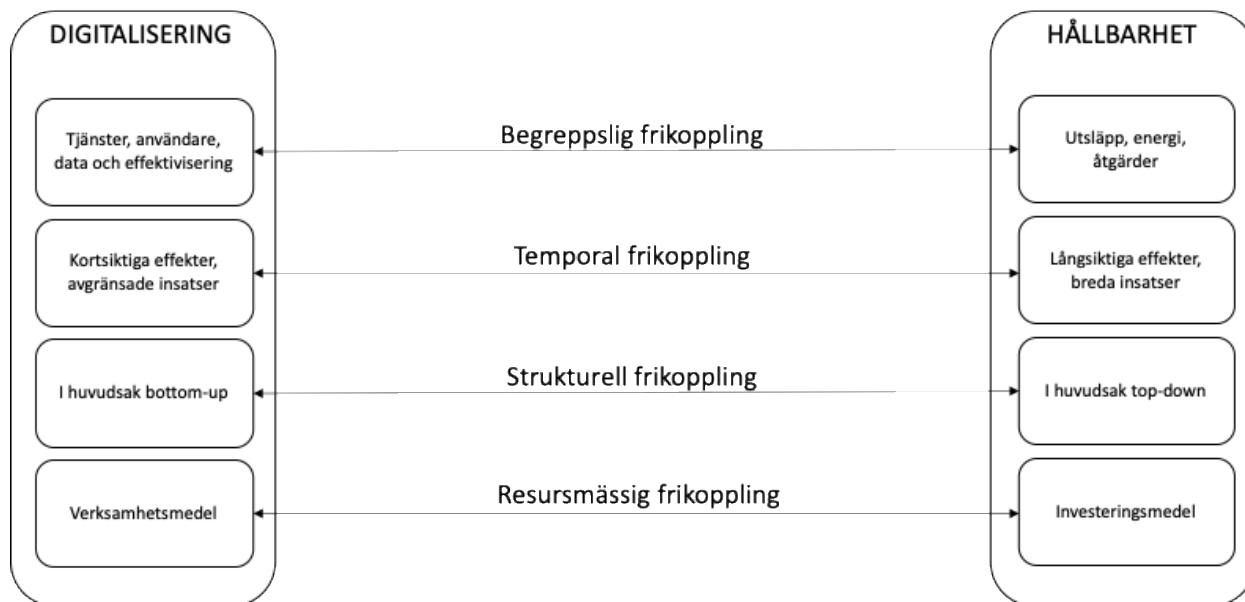 DIGITALISERING
HÅLLBARHET
Tjänster, användare,
data och effektivisering
Begreppslig frikoppling
Utsläpp, energi,
åtgärder
Kortsiktiga effekter,
avgränsade insatser
Temporal frikoppling
Långsiktiga effekter,
breda insatser
I huvudsak bottom-up
Strukturell frikoppling
I huvudsak top-down
Verksamhetsmedel
Resursmässig frikoppling
Investeringsmedel